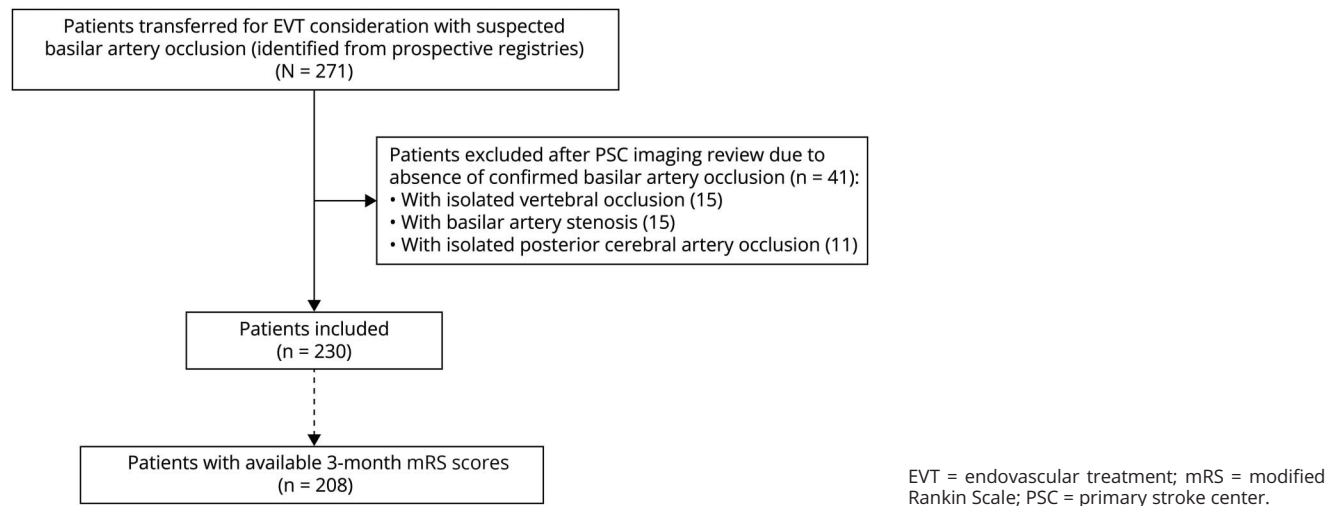 Patients transferred for EVT consideration with suspected
basilar artery occlusion (identified from prospective registries)
(N = 271)
Patients excluded after PSC imaging review due to
absence of confirmed basilar artery occlusion (n = 41):
• With isolated vertebral occlusion (15)
• With basilar artery stenosis (15)
• With isolated posterior cerebral artery occlusion (11)
Patients included
(n = 230)
Patients with available 3-month mRS scores
(n = 208)
EVT = endovascular treatment; mRS = modified
Rankin Scale; PSC = primary stroke center.